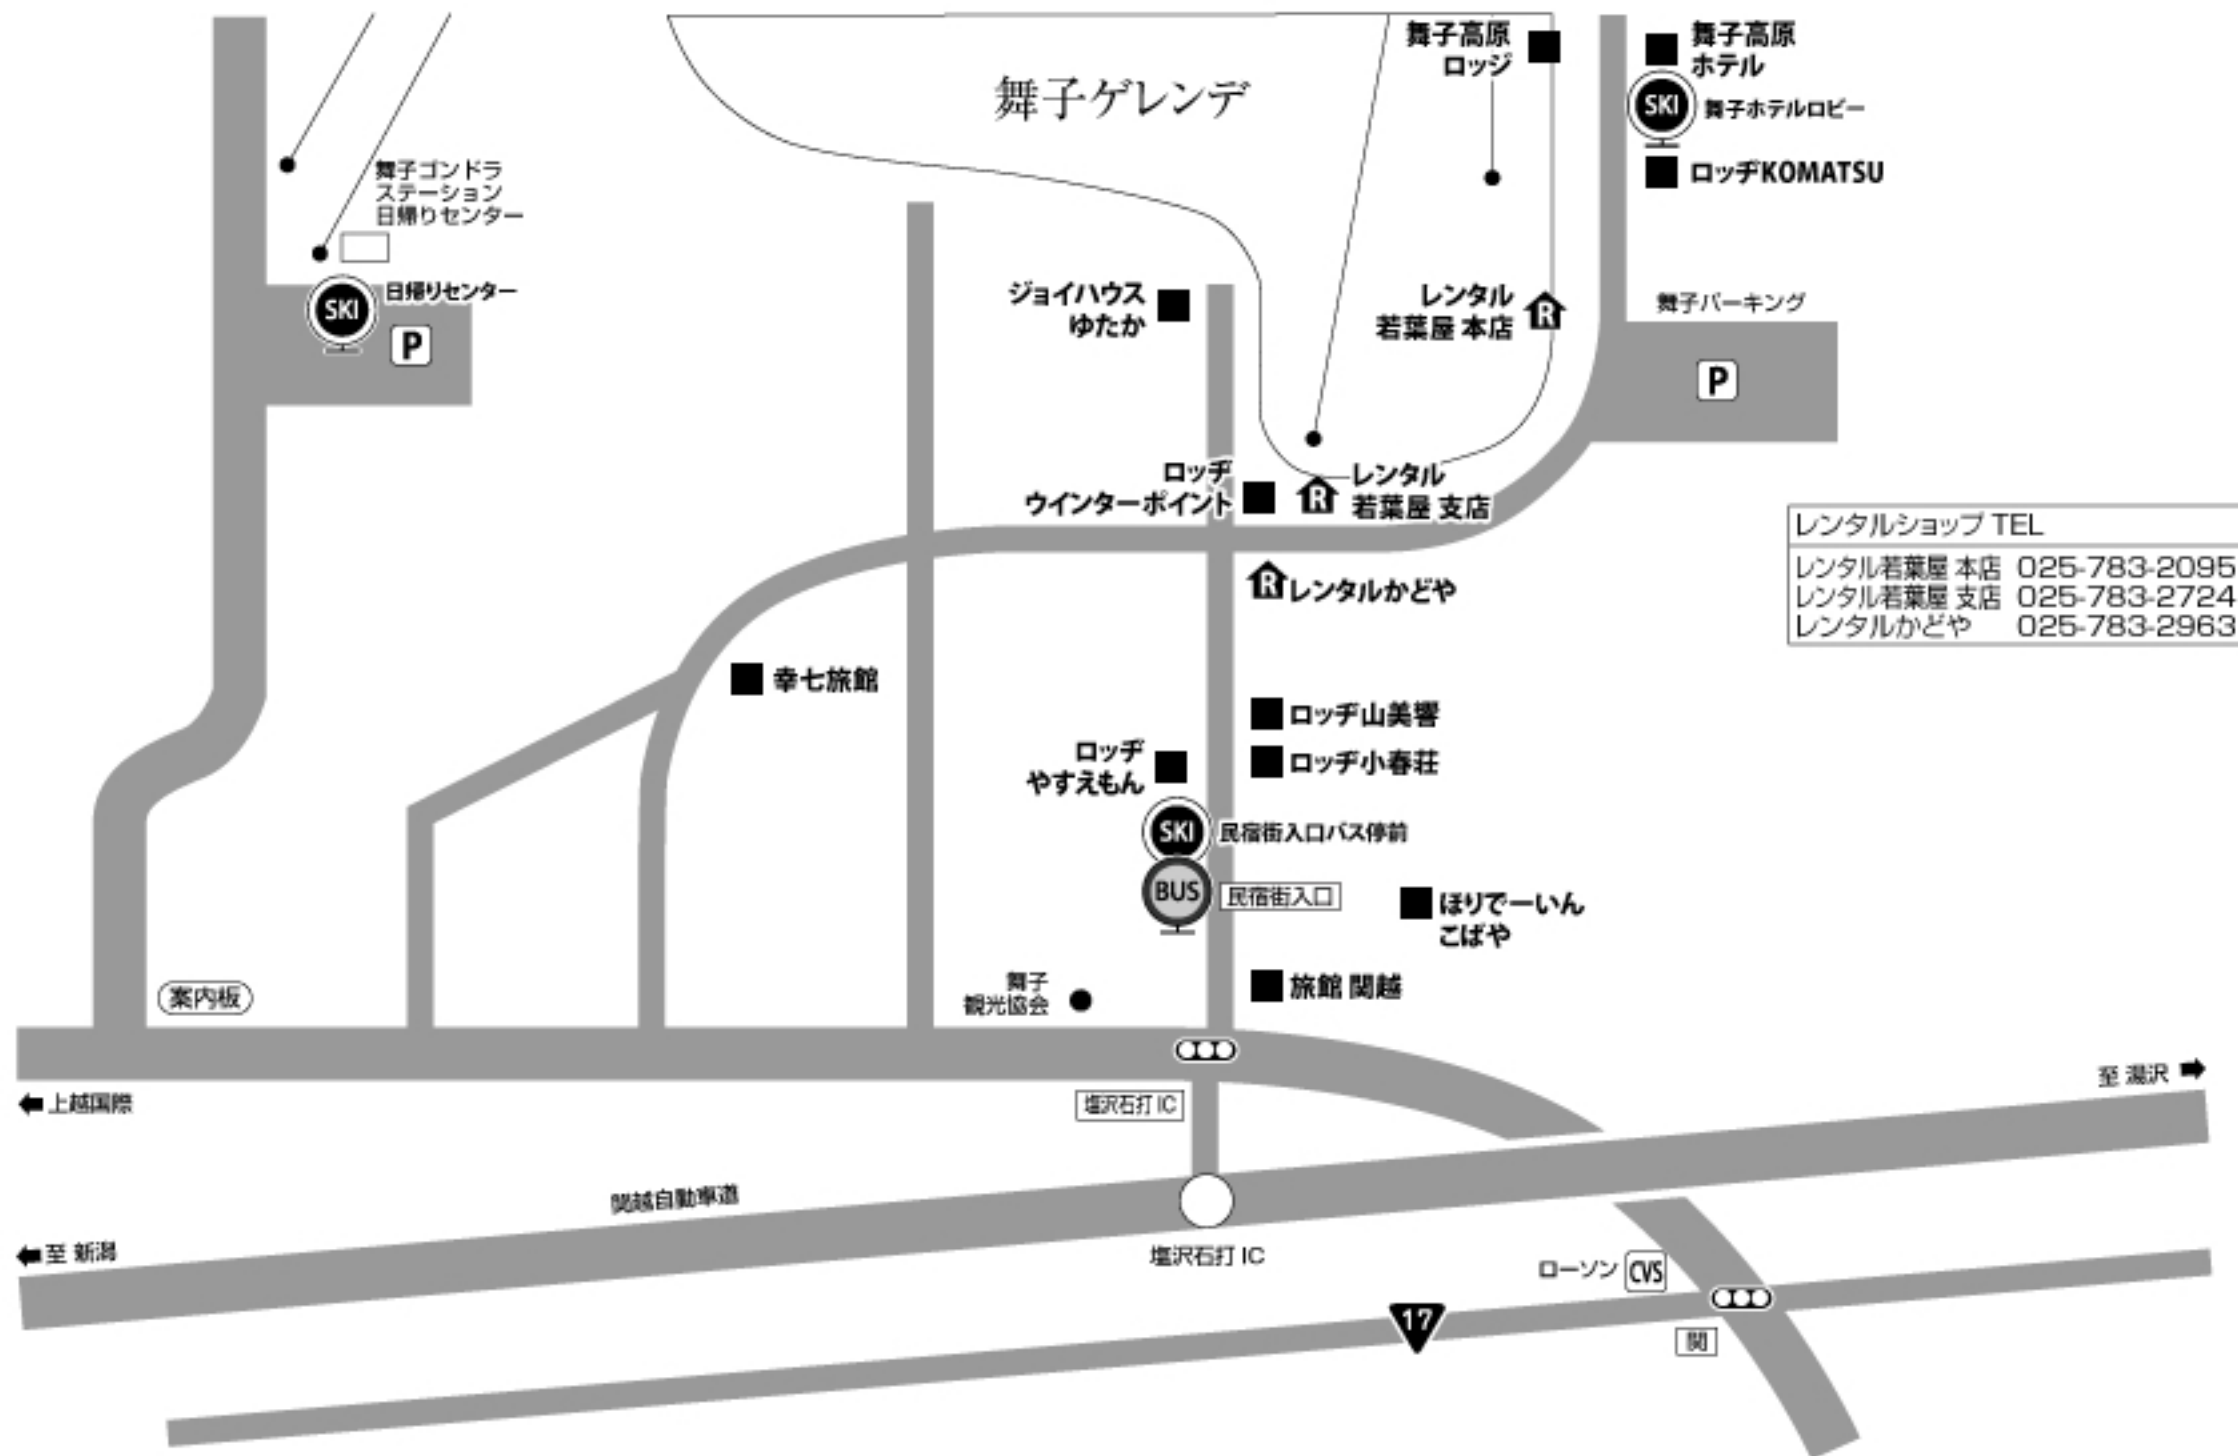 舞子高原
ロッジ
舞子高原
ホテル
舞子ゲレンデ
SKI
舞子ホテルロビー
ロッヂKOMATSU
舞子ゴンドラ
ステーション
日帰りセンター
SKI
日帰りセンター
P
ジョイハウス
ゆたか
レンタル
若葉屋 本店
R
舞子パーキング
P
ロッヂ
ウインターポイント
R
レンタル
若葉屋 支店
レンタルショップ TEL
レンタル若葉屋 本店 025-783-2095
レンタル若葉屋 支店 025-783-2724
レンタルかどや 025-783-2963
R
レンタルかどや
幸七旅館
ロッヂ山美響
ロッヂ小春荘
ロッヂ
やすえもん
SKI
民宿街入口バス停前
BUS
民宿街入口
ほりでーいん
こばや
旅館 関越
舞子
観光協会
案内板
上越国際
塩沢石打 IC
至 湯沢
関越自動車道
至 新潟
塩沢石打 IC
ローソン
CVS
17
関